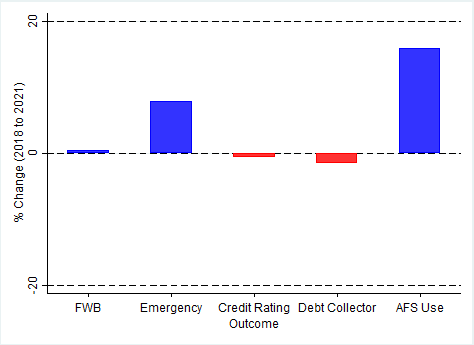 20
0
-20
% Change (2018 to 2021)
FWB Emergency Credit Rating Debt Collector AFS Use
Outcome